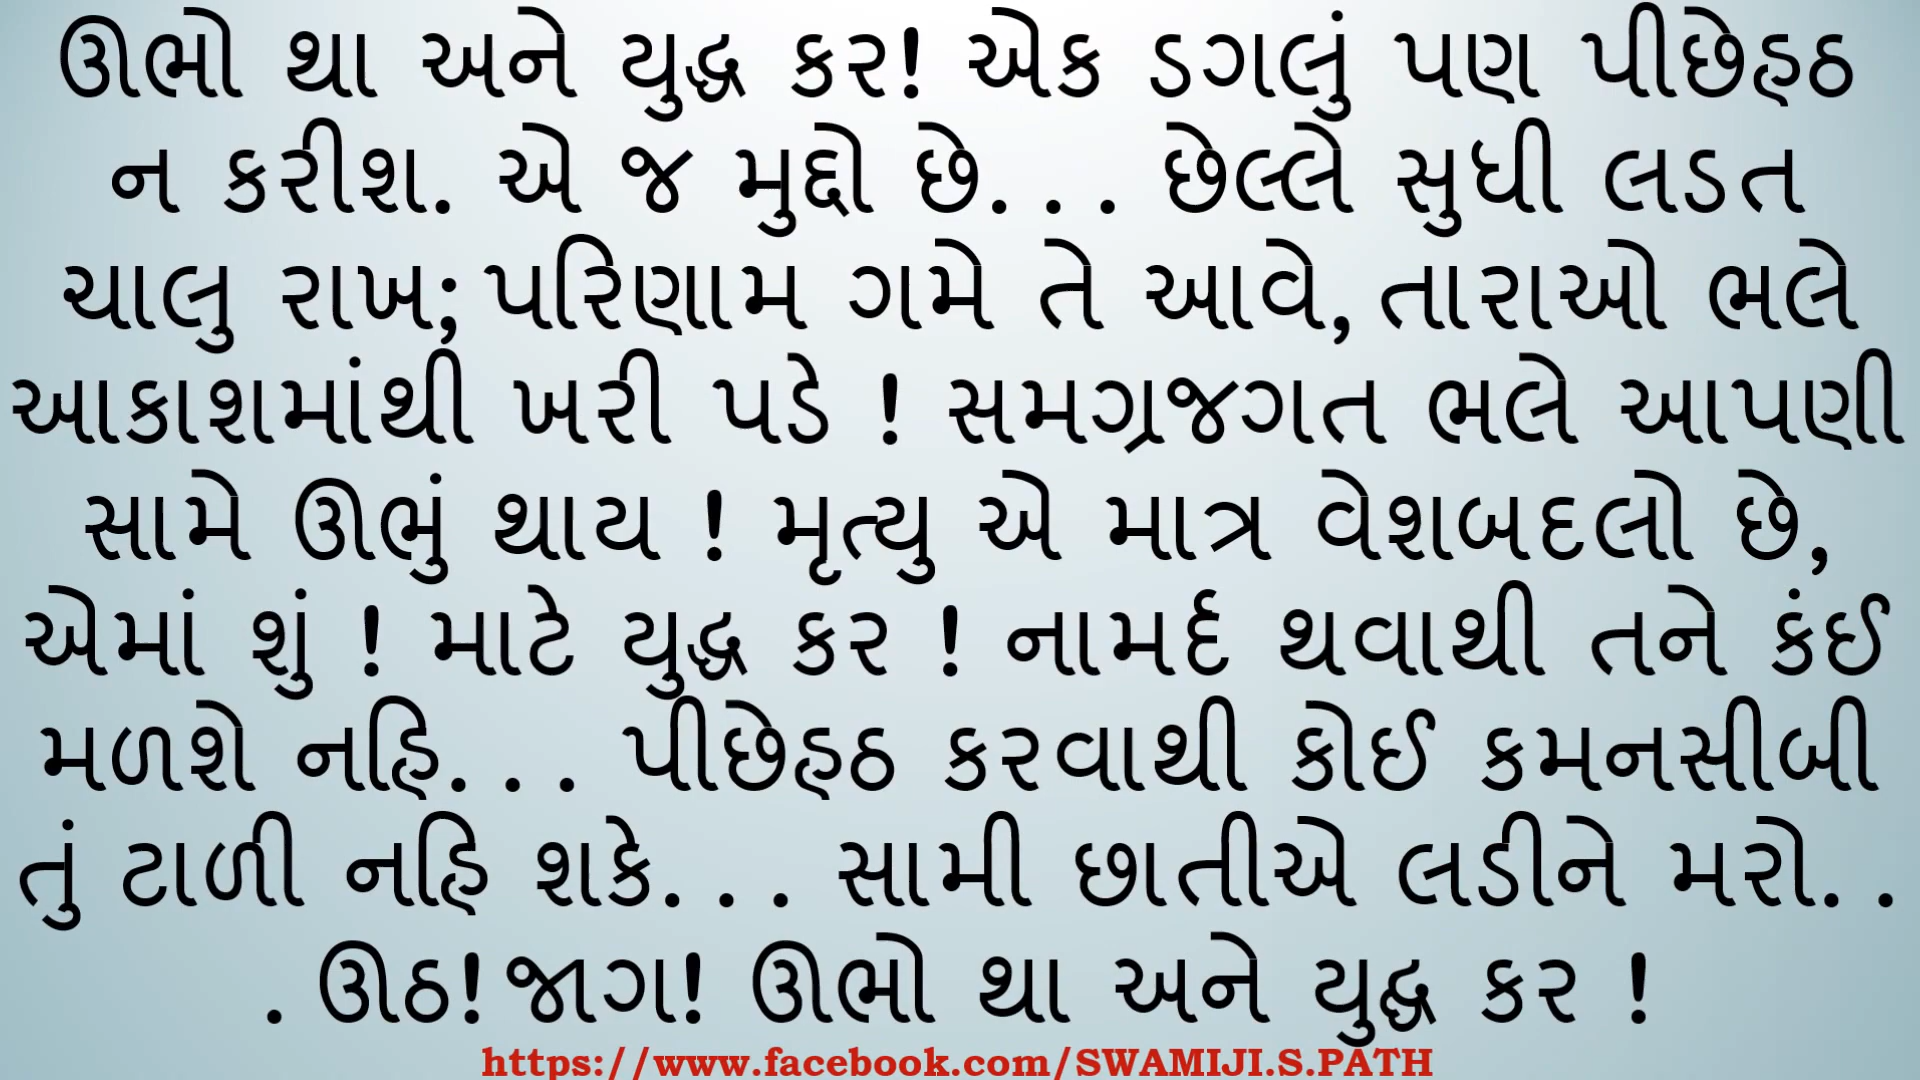 ઊભો થા અને યુદ્ધ કર! એક ડગલું પણ પીછેહઠ
ન કરીશ. એ જ મુદ્દો છે. . . છેલ્લે સુધી લડત
ચાલુ રાખ; પરિણામ ગમે તે આવે, તારાઓ ભલે
આકાશમાંથી ખરી પડે ! સમગ્રજગત ભલે આપણી
સામે ઊભું થાય ! મૃત્યુ એ માત્ર વેશબદલો છે,
એમાં શું ! માટે યુદ્ધ કર ! નામર્દ થવાથી તને કંઈ
મળશે નહિ. . . પીછેહઠ કરવાથી કોઈ કમનસીબી
તું ટાળી નહિ શકે. . . સામી છાતીએ લડીને મરો. .
. ઊઠ! જાગ! ઊભો થા અને યુદ્ધ કર !
https://www.facebook.com/SWAMIJI.S.PATH